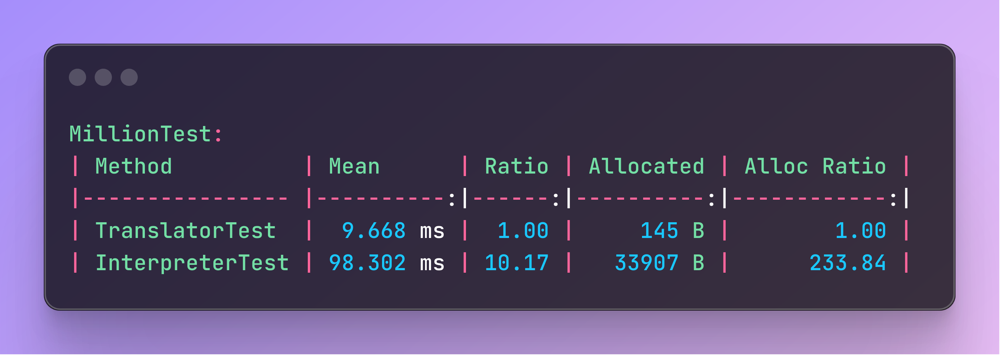 MillionTest:
| Method          | Mean      | Ratio | Allocated | Alloc Ratio |
|---------------- |----------:|------:|----------:|------------:|
| TranslatorTest  |  9.668 ms |  1.00 |     145 B |        1.00 |
| InterpreterTest | 98.302 ms | 10.17 |   33907 B |      233.84 |